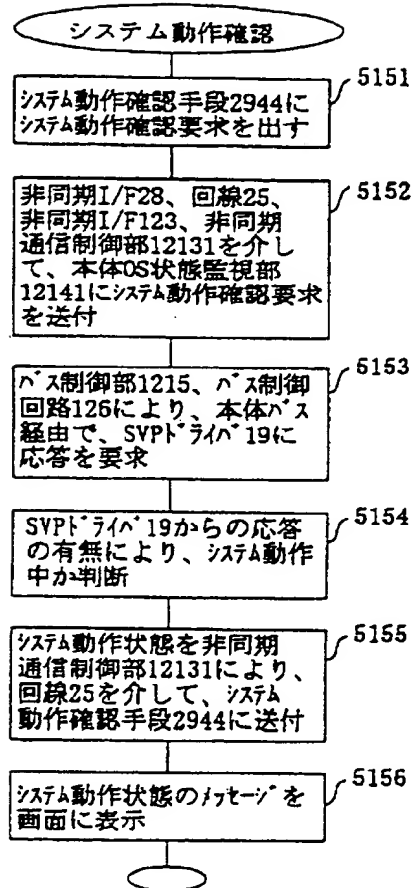 システム動作確認
5151
ｼｽﾃﾑ動作確認手段2944に
ｼｽﾃﾑ動作確認要求を出す
5152
非同期I/F28、回線25、
非同期I/F123、非同期
通信制御部12131を介し
て、本体OS状態監視部
12141にｼｽﾃﾑ動作確認要求
を送付
5153
ﾊﾞｽ制御部1215、ﾊﾞｽ制御
回路126により、本体ﾊﾞｽ
経由で、SVPﾄﾞﾗｲﾊﾞ19に
応答を要求
5154
SVPﾄﾞﾗｲﾊﾞ19からの応答
の有無により、ｼｽﾃﾑ動作
中か判断
5155
ｼｽﾃﾑ動作状態を非同期
通信制御部12131により、
回線25を介して、ｼｽﾃﾑ
動作確認手段2944に送付
5156
ｼｽﾃﾑ動作状態のﾒｯｾｰｼﾞを
画面に表示